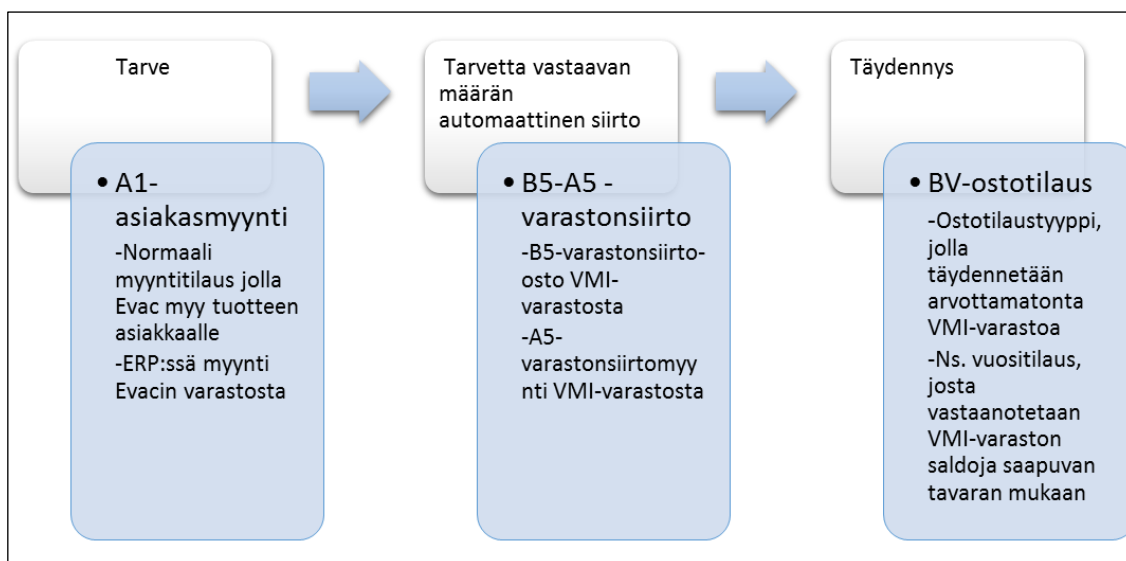 Tarve
• A1-
asiakasmyynti
-Normaali
myyntitilaus jolla
Evac myy tuotteen
asiakkaalle
-ERP:ssä myynti
Evacin varastosta
Tarvetta vastaavan
määrän
automaattinen siirto
• B5-A5 -
varastonsiirto
-B5-varastonsiirto-
osto VMI-
varastosta
-A5-
varastonsiirtomyy
nti VMI-varastosta
Täydennys
• BV-ostotilaus
-Ostotilaustyyppi,
jolla
täydennetään
arvottamatonta
VMI-varastoa
-Ns. vuositilaus,
josta
vastaanotetaan
VMI-varaston
saldoja saapuvan
tavaran mukaan